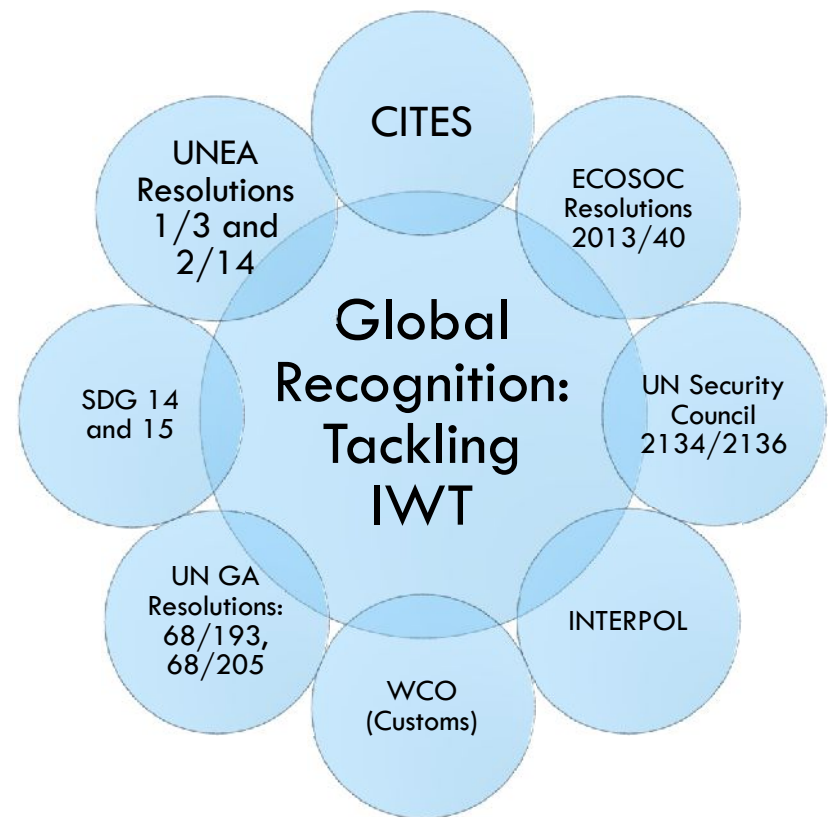 CITES
ECOSOC
Resolutions
2013/40
UN Security
Council
2134/2136
INTERPOL
WCO
(Customs)
UN GA
Resolutions:
68/193,
68/205
SDG 14
and 15
UNEA
Resolutions
1/3 and
2/14
Global
Recognition:
Tackling
IWT